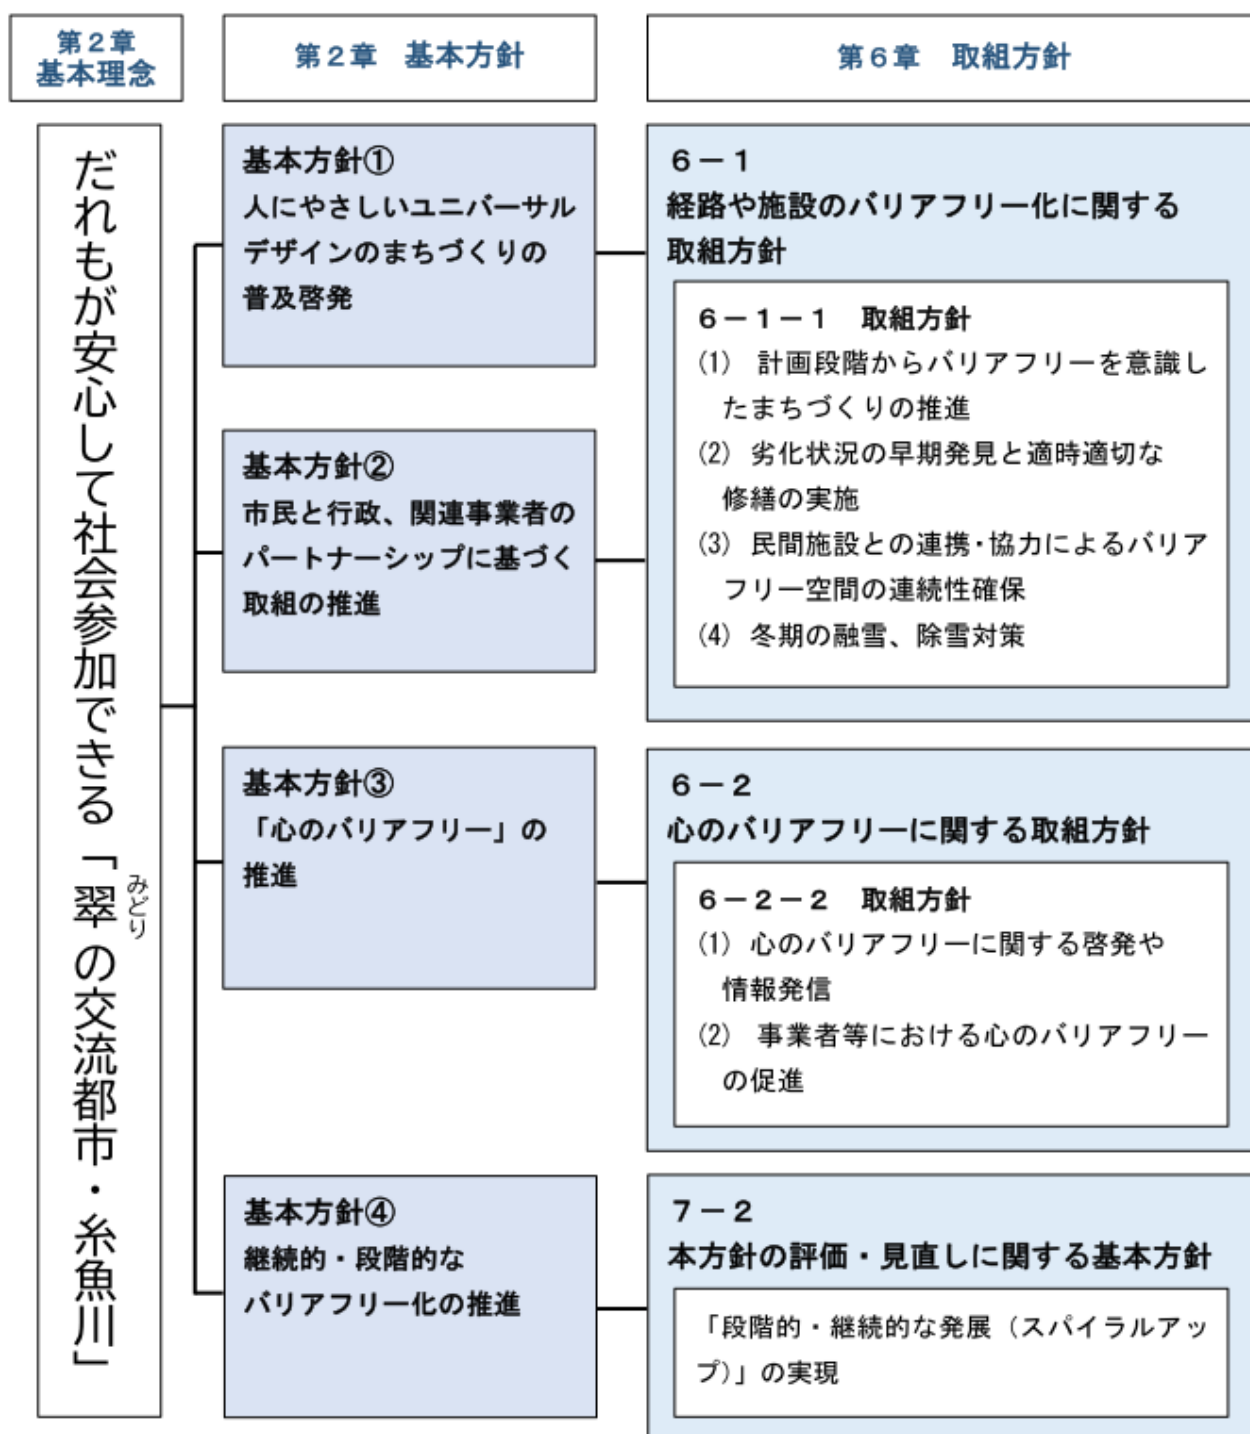 第２章
基本理念
第２章　基本方針
第６章　取組方針
だれもが安心して社会参加できる「翠の交流都市・糸魚川」
みどり
基本方針①
人にやさしいユニバーサル
デザインのまちづくりの
普及啓発
基本方針②
市民と行政、関連事業者の
パートナーシップに基づく
取組の推進
基本方針③
「心のバリアフリー」の
推進
基本方針④
継続的・段階的な
バリアフリー化の推進
６－１
経路や施設のバリアフリー化に関する
取組方針
６－１－１　取組方針
(1) 計画段階からバリアフリーを意識し
たまちづくりの推進
(2) 劣化状況の早期発見と適時適切な
修繕の実施
(3) 民間施設との連携・協力によるバリア
フリー空間の連続性確保
(4) 冬期の融雪、除雪対策
６－２
心のバリアフリーに関する取組方針
６－２－２　取組方針
(1) 心のバリアフリーに関する啓発や
情報発信
(2) 事業者等における心のバリアフリー
の促進
７－２
本方針の評価・見直しに関する基本方針
「段階的・継続的な発展（スパイラルアッ
プ）」の実現